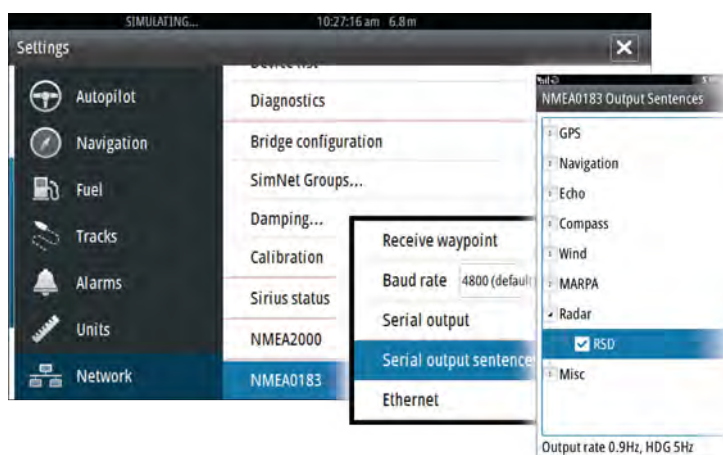 SIMULATING...
10:27:16 am 6.8 m
Settings
Autopilot
Navigation
Fuel
Tracks
Alarms
Units
Network
Diagnostics
Bridge configuration
SimNet Groups...
Damping...
Calibration
Sirius status
NMEA2000
NMEA0183
Receive waypoint
Baud rate 4800 (default
Serial output
Serial output sentence
Ethernet
NMEA0183 Output Sentences
GPS
Navigation
Echo
Compass
Wind
MARPA
Radar
RSD
Misc
Output rate 0.9Hz, HDG 5Hz